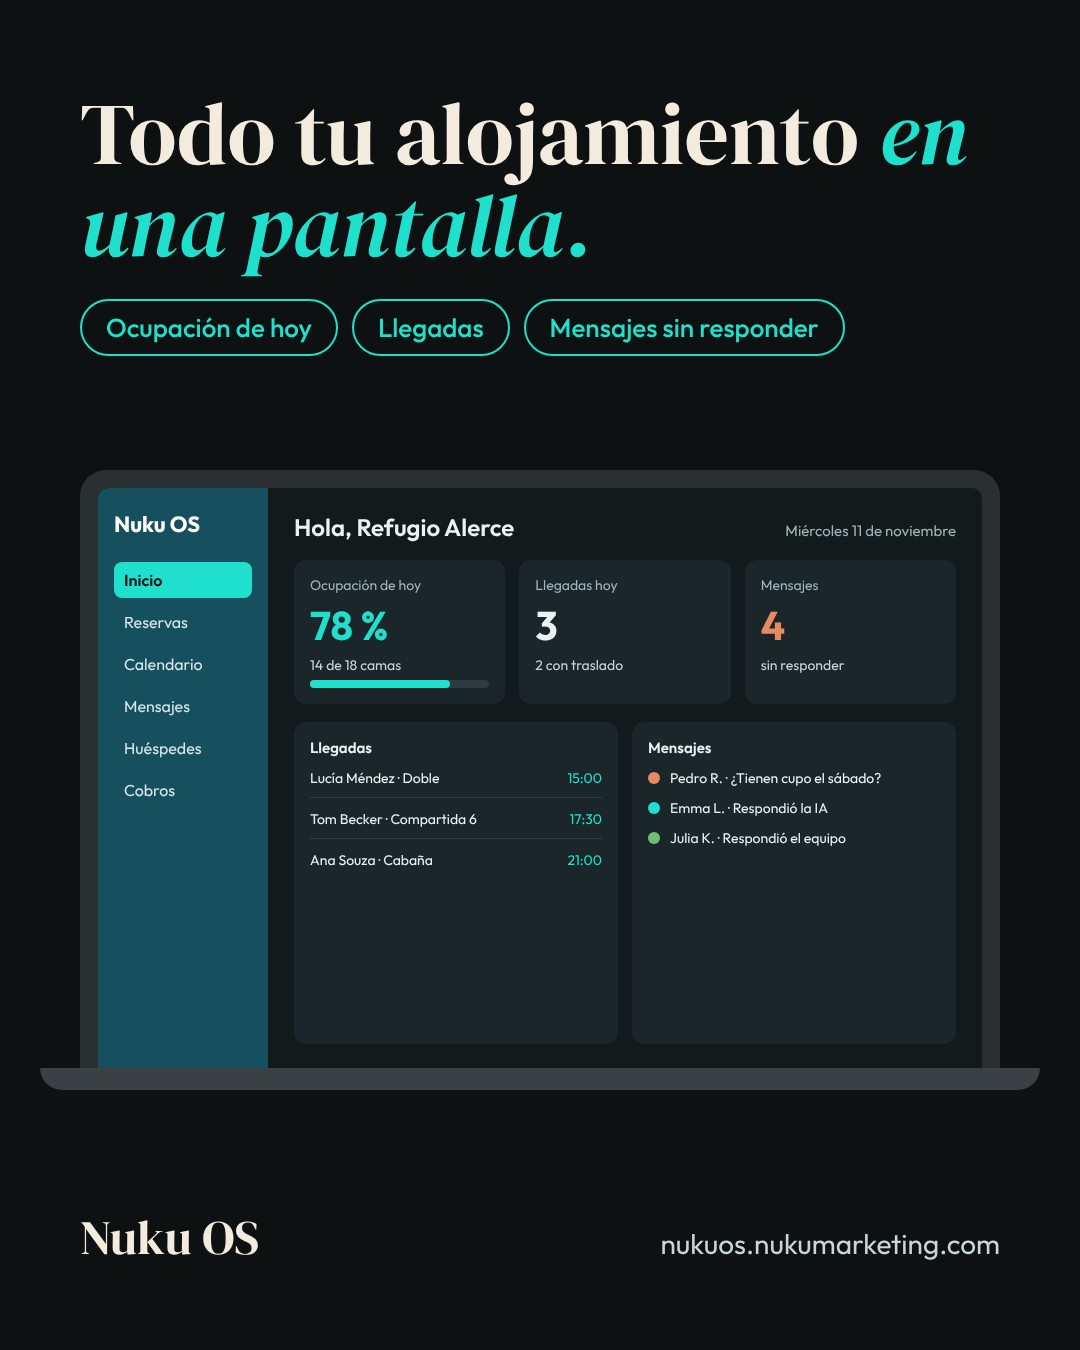 Todo tu alojamiento en
una pantalla.
Ocupación de hoy
Llegadas
Mensajes sin responder
Nuku OS
Inicio
Reservas
Calendario
Mensajes
Huéspedes
Cobros
Hola, Refugio Alerce
Miércoles 11 de noviembre
Ocupación de hoy
78 %
14 de 18 camas
Llegadas hoy
3
2 con traslado
Mensajes
4
sin responder
Llegadas
Lucía Méndez · Doble 15:00
Tom Becker · Compartida 6 17:30
Ana Souza · Cabaña 21:00
Mensajes
Pedro R. · ¿Tienen cupo el sábado?
Emma L. · Respondió la IA
Julia K. · Respondió el equipo
Nuku OS
nukuos.nukumarketing.com